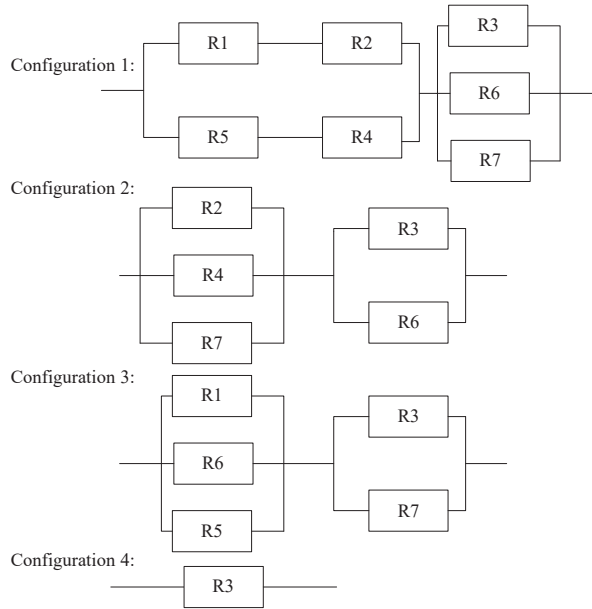 Configuration 1:
R1 R2 R3
R6
R5 R4 R7
Configuration 2:
R2 R3
R4
R7 R6
Configuration 3:
R1 R3
R6
R5 R7
Configuration 4:
R3